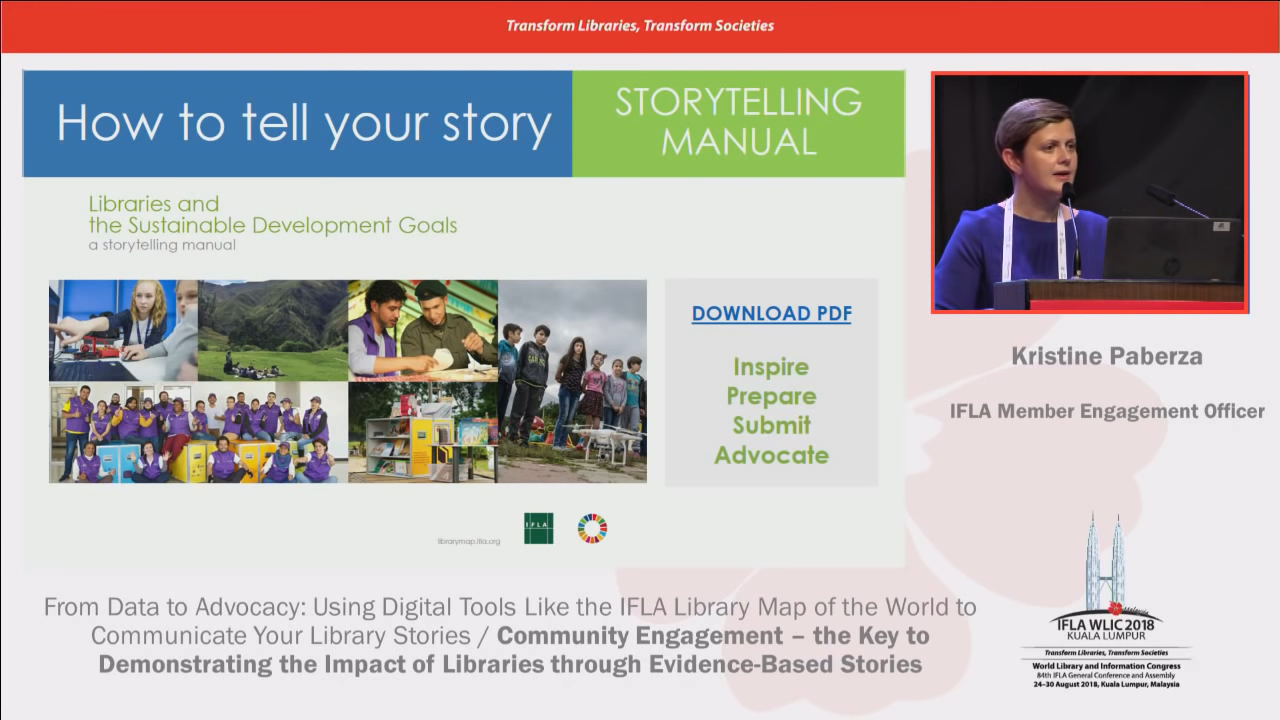 Transform Libraries, Transform Societies
How to tell your story
STORYTELLING
MANUAL
Libraries and
the Sustainable Development Goals
a storytelling manual
DOWNLOAD PDF
Inspire
Prepare
Submit
Advocate
IFLA
librarymap.ifla.org
Kristine Paberza
IFLA Member Engagement Officer
From Data to Advocacy: Using Digital Tools Like the IFLA Library Map of the World to
Communicate Your Library Stories / Community Engagement – the Key to
Demonstrating the Impact of Libraries through Evidence-Based Stories
Malaysia
IFLA WLIC 2018
KUALA LUMPUR
Transform Libraries, Transform Societies
World Library and Information Congress
84th IFLA General Conference and Assembly
24-30 August 2018, Kuala Lumpur, Malaysia